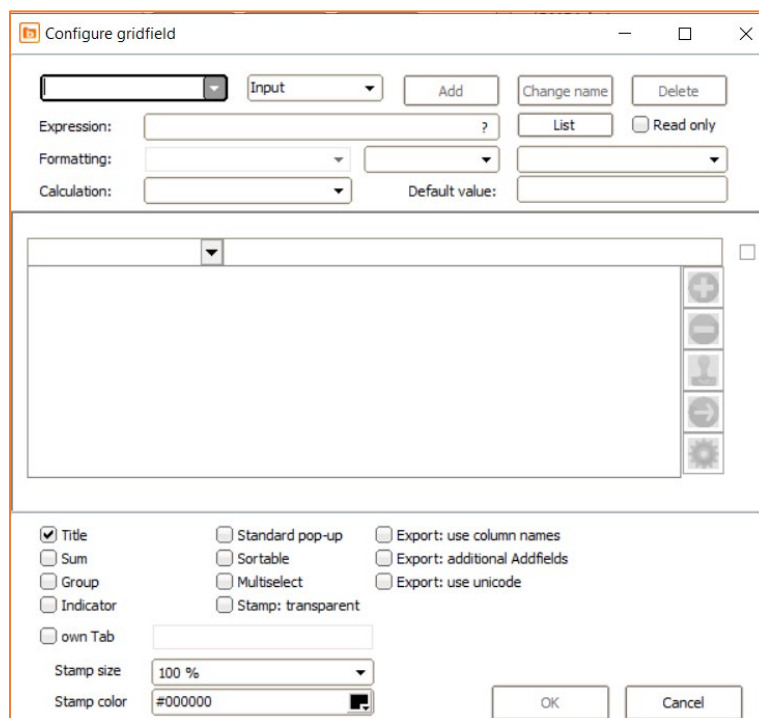 Configure gridfield
Input Add Change name Delete
Expression: ? List Read only
Formatting:
Calculation: Default value:
Title Standard pop-up Export: use column names
Sum Sortable Export: additional Addfields
Group Multiselect Export: use unicode
Indicator Stamp: transparent
own Tab
Stamp size 100 %
Stamp color #000000 OK Cancel